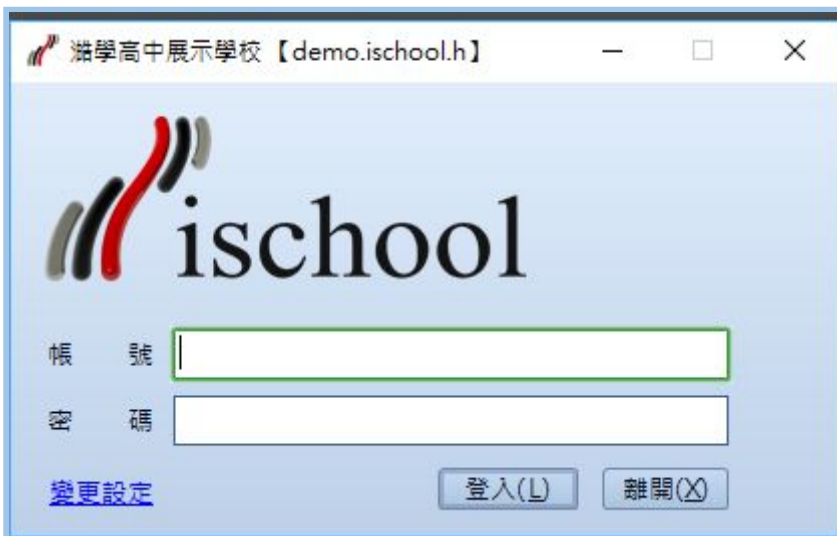 澔學高中展示學校【demo.ischool.h】
ischool
帳 號
密 碼
變更設定 登入(L) 離開(X)